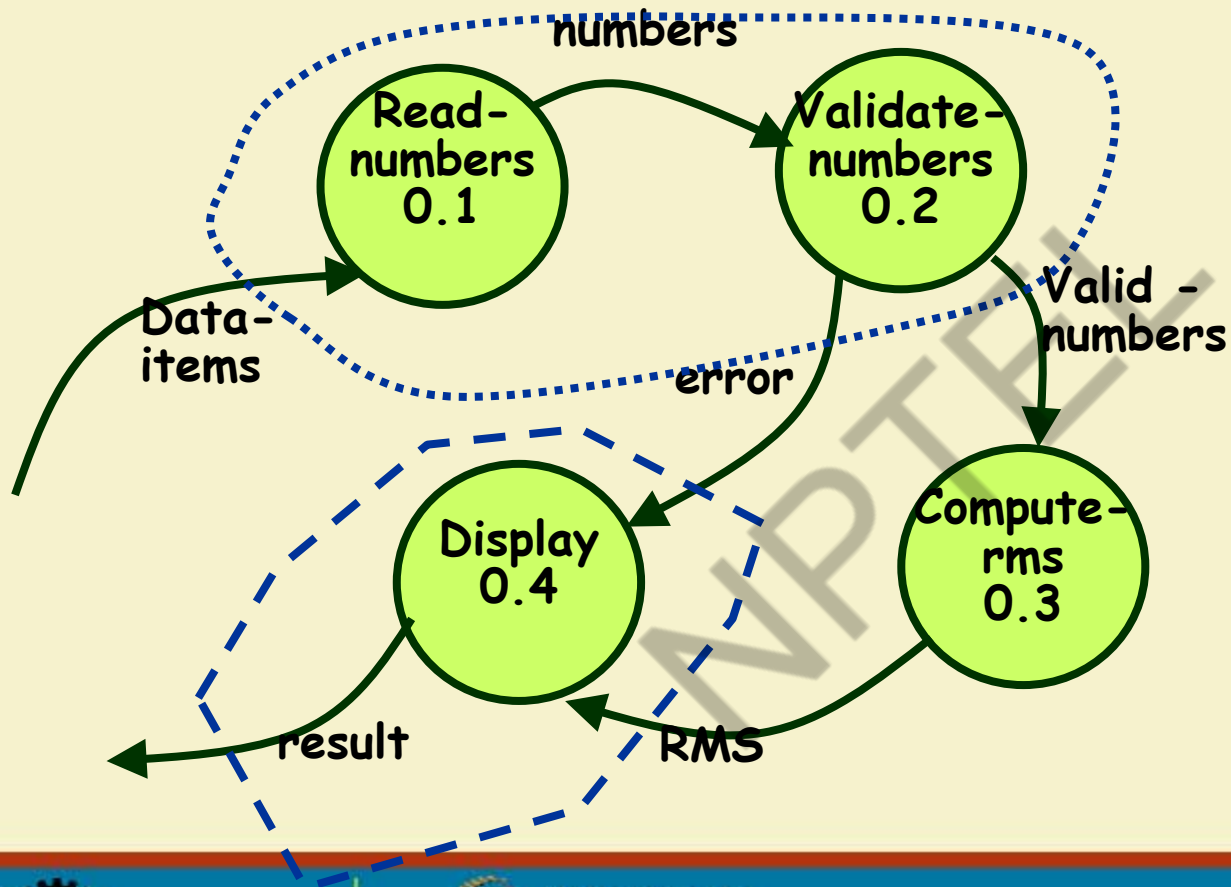 numbers
Read-
numbers
0.1
Validate-
numbers
0.2
Data-
items
Valid -
numbers
error
Display
0.4
Compute-
rms
0.3
result
RMS
NPTEL